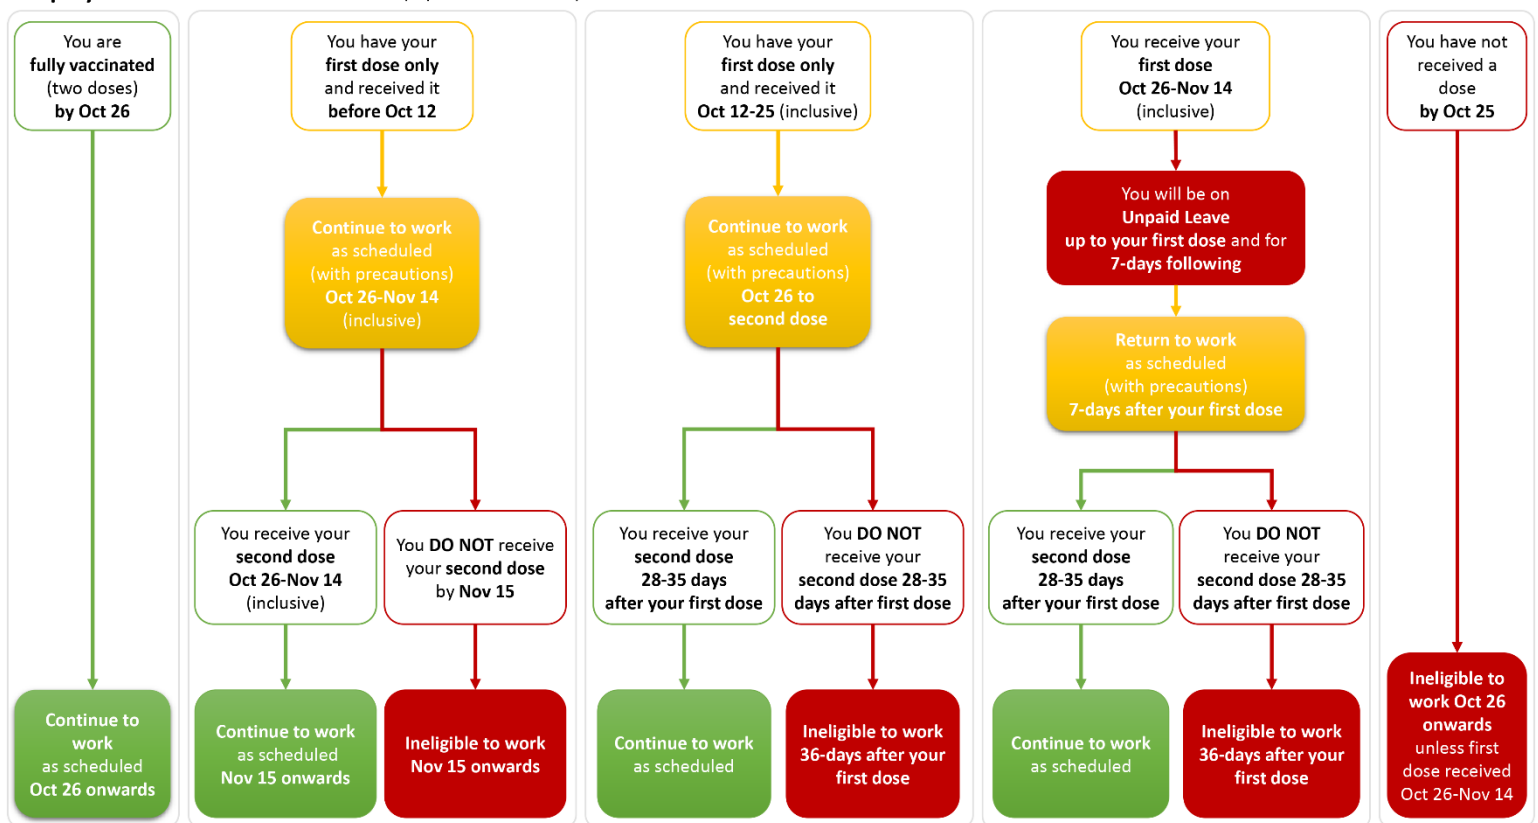 You are
fully vaccinated
(two doses)
by Oct 26
Continue to
work
as scheduled
Oct 26 onwards
You have your
first dose only
and received it
before Oct 12
Continue to work
as scheduled
(with precautions)
Oct 26-Nov 14
(inclusive)
You receive your
second dose
Oct 26-Nov 14
(inclusive)
Continue to work
as scheduled
Nov 15 onwards
You DO NOT receive
your second dose
by Nov 15
Ineligible to work
Nov 15 onwards
You have your
first dose only
and received it
Oct 12-25 (inclusive)
Continue to work
as scheduled
(with precautions)
Oct 26 to
second dose
You receive your
second dose
28-35 days
after your first dose
Continue to work
as scheduled
You DO NOT
receive your
second dose 28-35
days after first dose
Ineligible to work
36-days after your
first dose
You receive your
first dose
Oct 26-Nov 14
(inclusive)
You will be on
Unpaid Leave
up to your first dose and for
7-days following
Return to work
as scheduled
(with precautions)
7-days after your first dose
You receive your
second dose
28-35 days
after your first dose
Continue to work
as scheduled
You DO NOT
receive your
second dose 28-35
days after first dose
Ineligible to work
36-days after your
first dose
You have not
received a
dose
by Oct 25
Ineligible to
work Oct 26
onwards
unless first
dose received
Oct 26-Nov 14